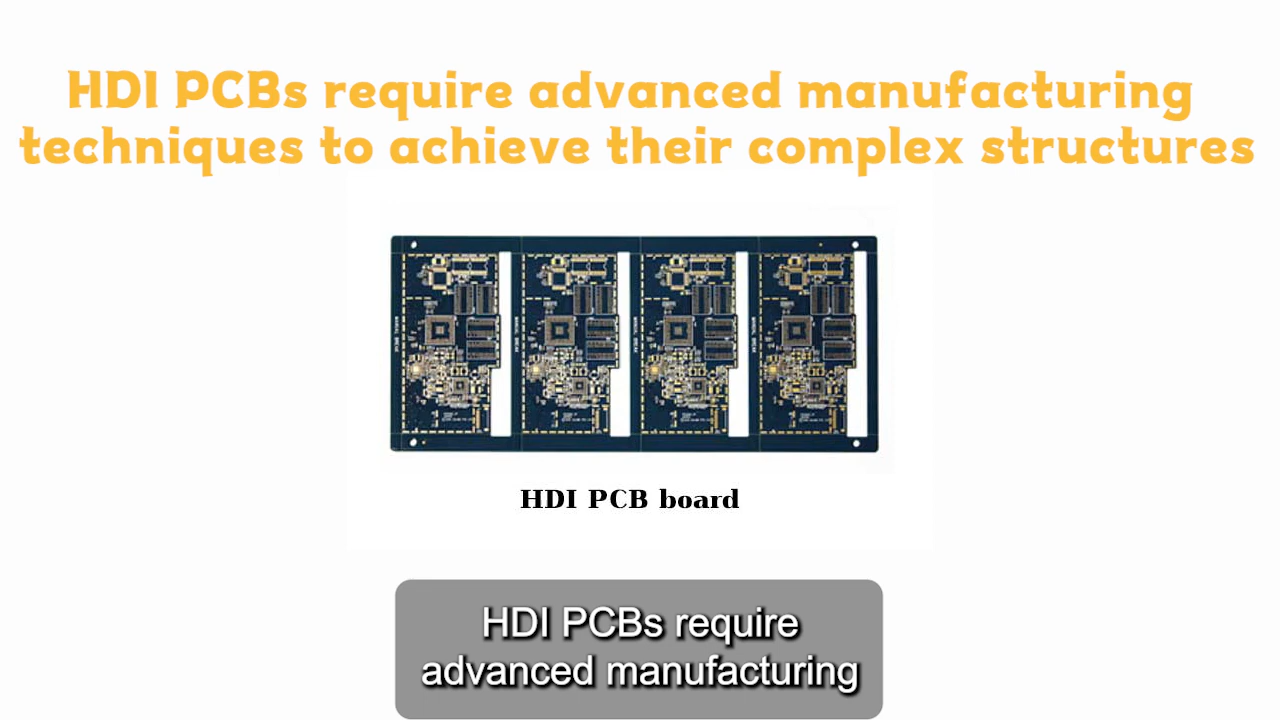 HDI PCBs require advanced manufacturing
techniques to achieve their complex structures
HDI PCB board
HDI PCBs require
advanced manufacturing